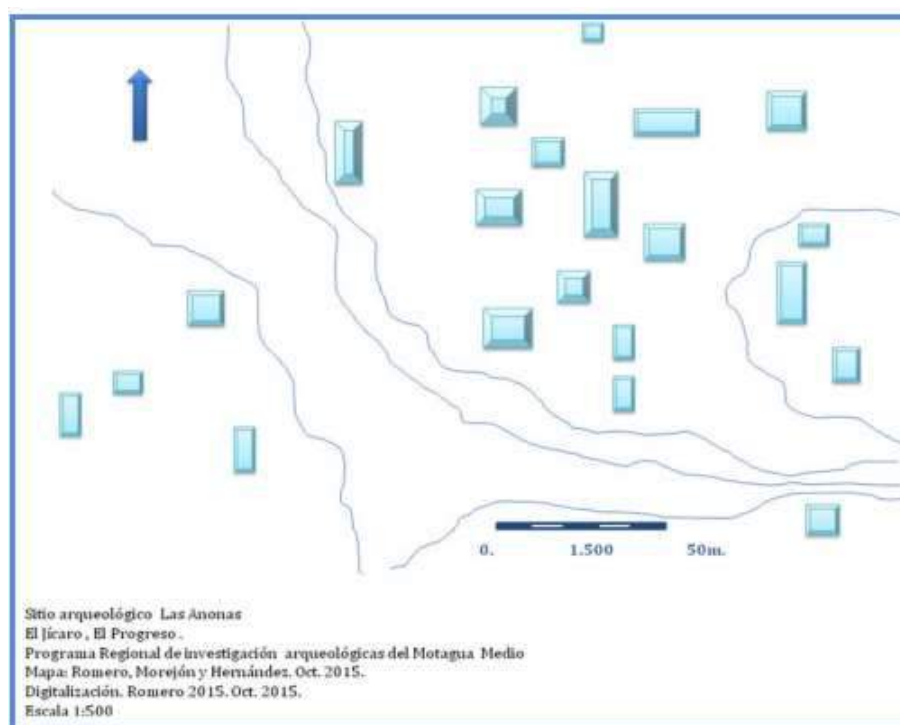 0. 1.500 50m.
Sitio arqueológico Las Anonas
El Jícaro , El Progreso .
Programa Regional de investigación arqueológicas del Motagua Medio
Mapa: Romero, Morejón y Hernández. Oct. 2015.
Digitalización. Romero 2015. Oct. 2015.
Escala 1:500